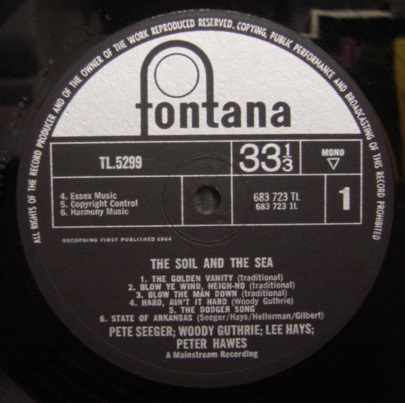 ALL RIGHTS OF THE RECORD PRODUCER AND OF THE OWNER OF THE WORK REPRODUCED RESERVED. COPYING, PUBLIC PERFORMANCE AND BROADCASTING OF THIS RECORD PROHIBITED
fontana
TL.5299
33 1/3
MONO
4. Essex Music
5. Copyright Control
6. Harmony Music
683 723 TL
683 723 1L
1
RECORDING FIRST PUBLISHED 1964
THE SOIL AND THE SEA
1. THE GOLDEN VANITY (traditional)
2. BLOW YE WIND, HEIGH-HO (traditional)
3. BLOW THE MAN DOWN (traditional)
4. HARD, AIN'T IT HARD (Woody Guthrie)
5. THE DODGER SONG
6. STATE OF ARKANSAS (Seeger/Hays/Hellerman/Gilbert)
PETE SEEGER; WOODY GUTHRIE; LEE HAYS;
PETER HAWES
A Mainstream Recording